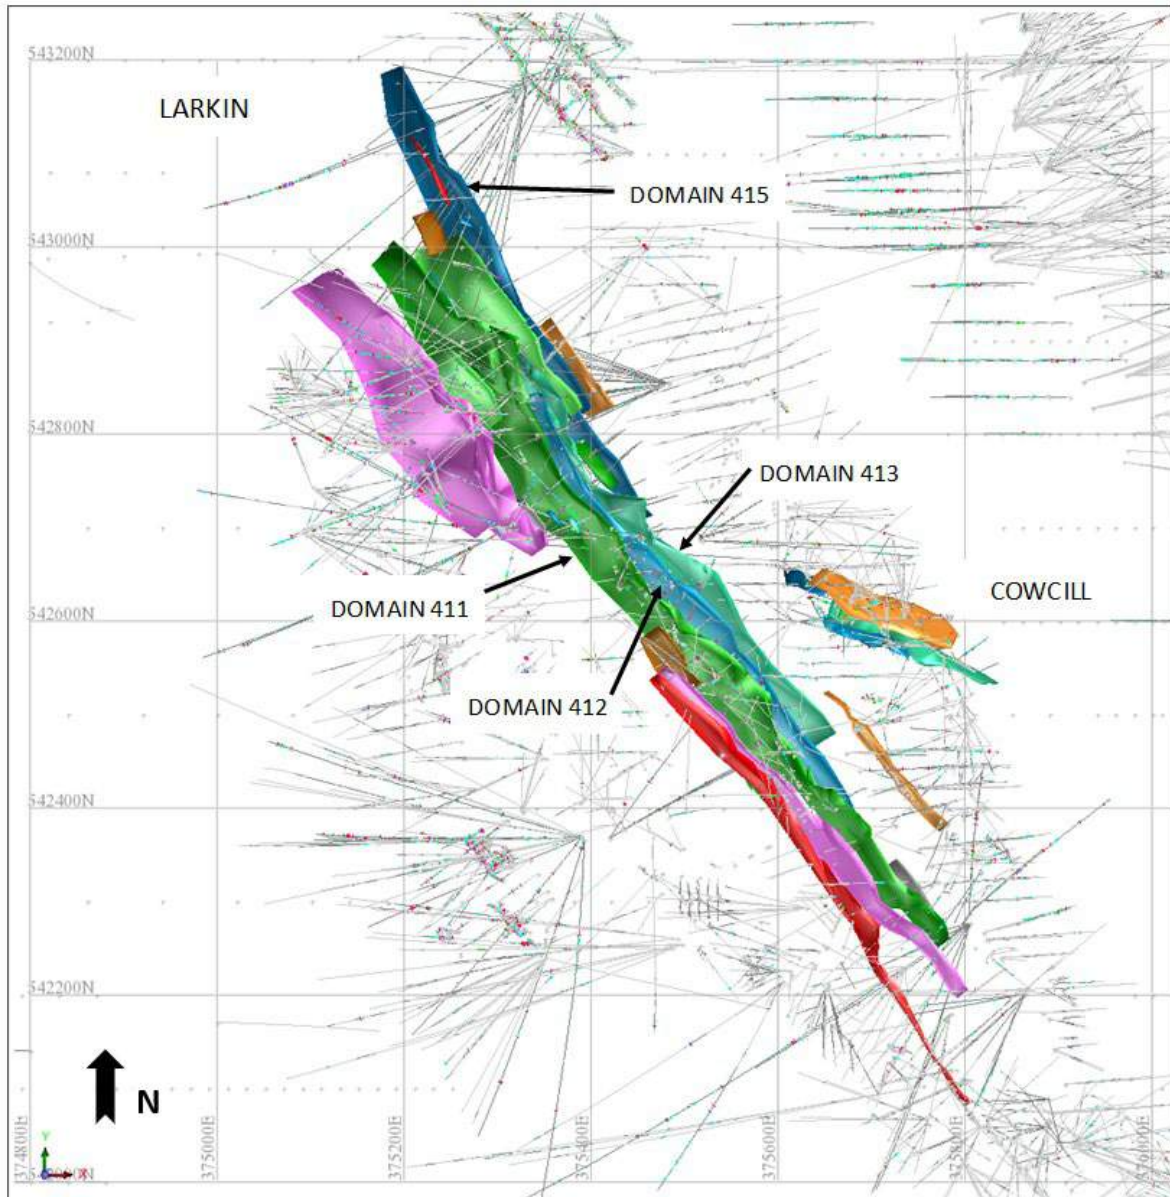 543200N
LARKIN
DOMAIN 415
543000N
542800N
DOMAIN 413
COWCILL
DOMAIN 411
542600N
DOMAIN 412
542400N
542200N
N
Y
X
374800E
375000E
375200E
375400E
375600E
375800E